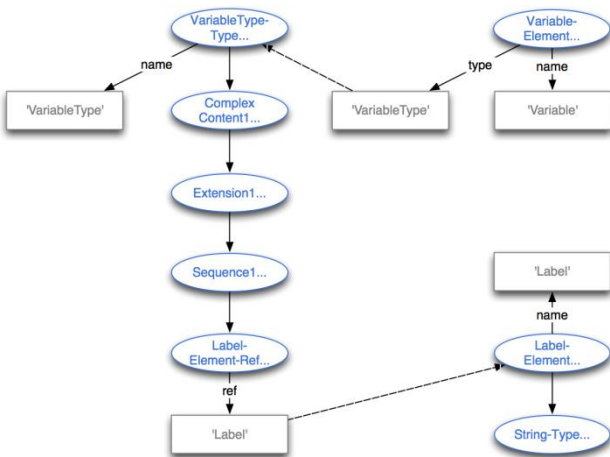 VariableType-
Type...
Variable-
Element...
name
type
name
'VariableType'
Complex
Content1...
'VariableType'
'Variable'
Extension1...
Sequence1...
'Label'
name
Label-
Element-Ref...
Label-
Element...
ref
'Label'
String-Type...